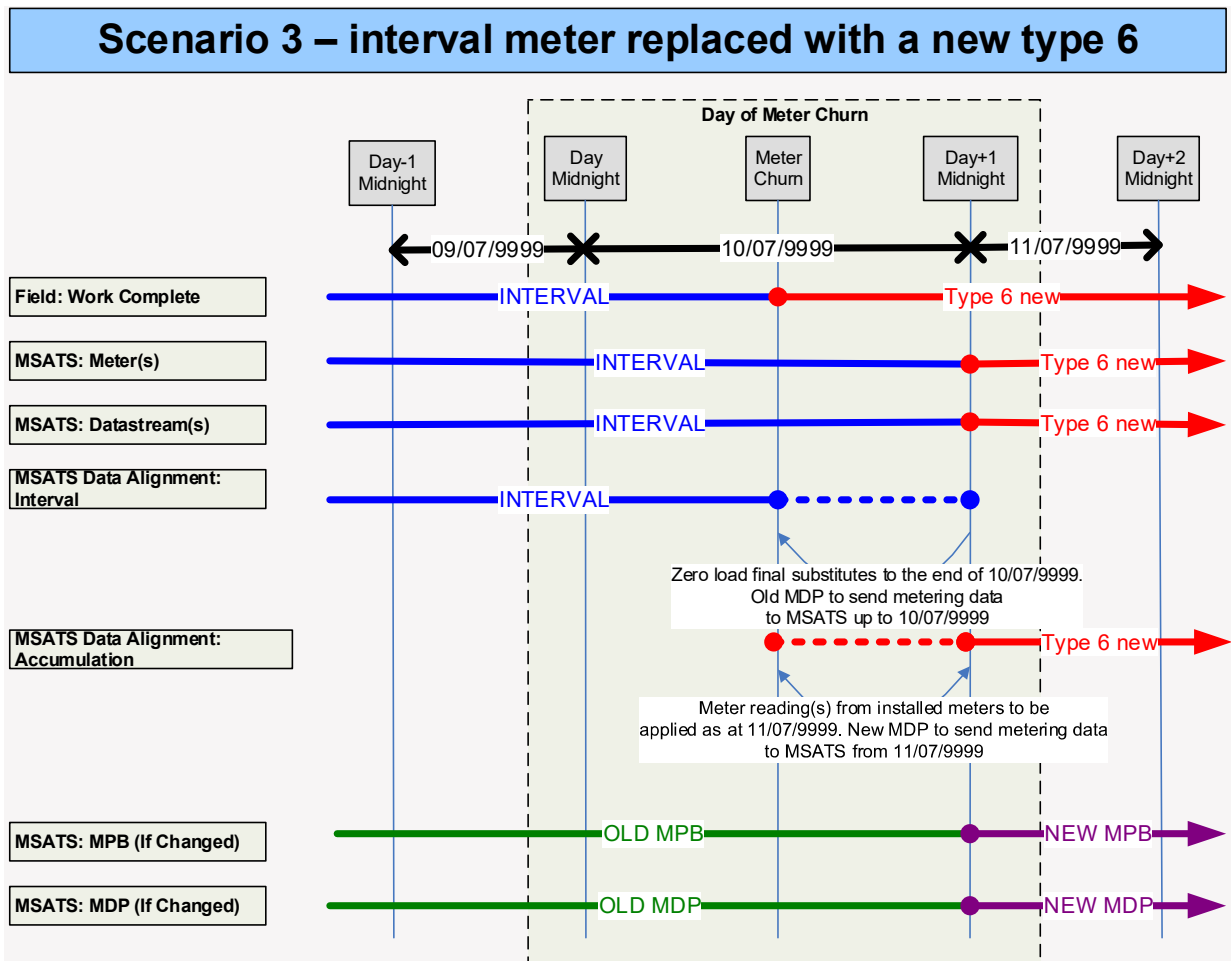 Scenario 3 – interval meter replaced with a new type 6
Day of Meter Churn
Day-1
Midnight
Day
Midnight
Meter
Churn
Day+1
Midnight
Day+2
Midnight
09/07/9999
10/07/9999
11/07/9999
Field: Work Complete
INTERVAL
Type 6 new
MSATS: Meter(s)
INTERVAL
Type 6 new
MSATS: Datastream(s)
INTERVAL
Type 6 new
MSATS Data Alignment:
Interval
INTERVAL
Zero load final substitutes to the end of 10/07/9999.
Old MDP to send metering data
to MSATS up to 10/07/9999
MSATS Data Alignment:
Accumulation
Type 6 new
Meter reading(s) from installed meters to be
applied as at 11/07/9999. New MDP to send metering data
to MSATS from 11/07/9999
MSATS: MPB (If Changed)
OLD MPB
NEW MPB
MSATS: MDP (If Changed)
OLD MDP
NEW MDP